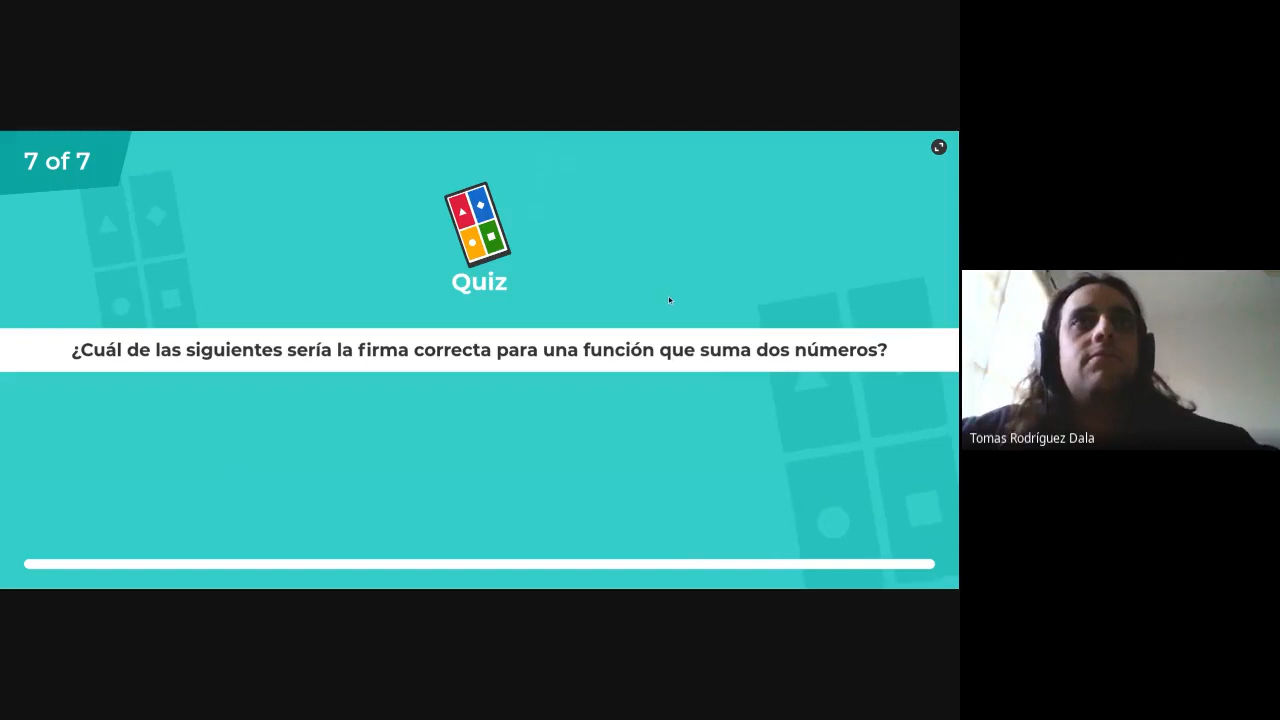 7 of 7
Quiz
¿Cuál de las siguientes sería la firma correcta para una función que suma dos números?
Tomas Rodríguez Dala